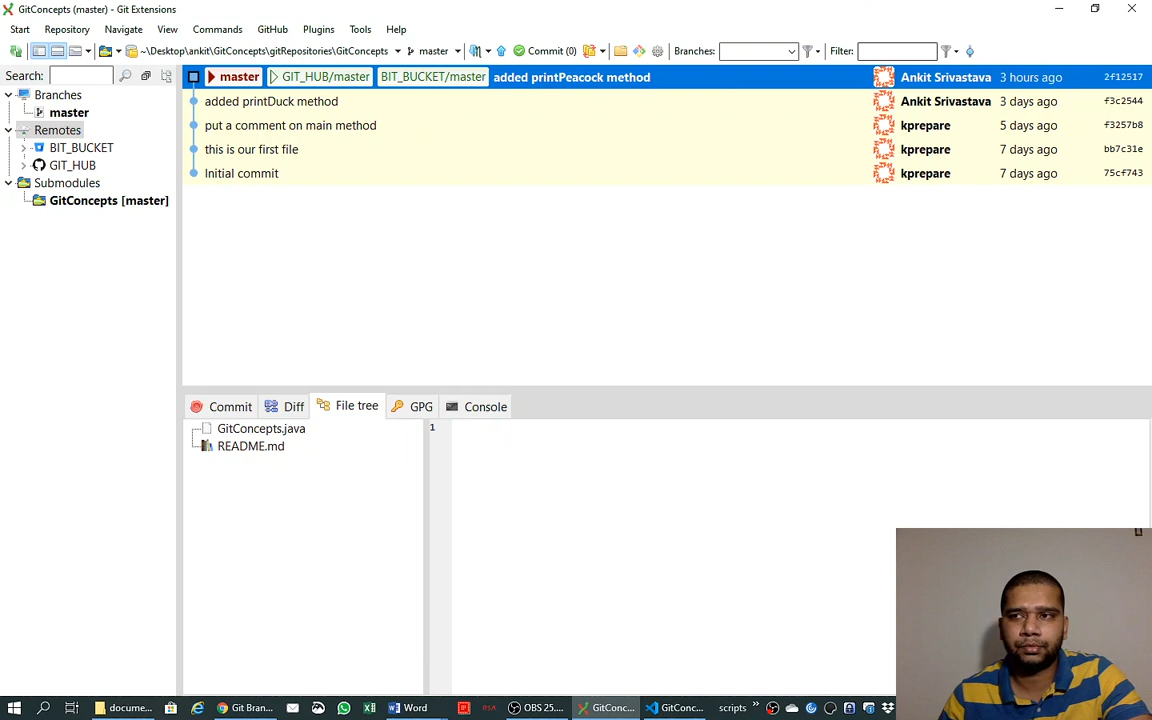 GitConcepts (master) - Git Extensions
Start Repository Navigate View Commands GitHub Plugins Tools Help
~\Desktop\ankit\GitConcepts\gitRepositories\GitConcepts master Commit (0) Branches: Filter:
Search:
Branches
master
Remotes
BIT_BUCKET
GIT_HUB
Submodules
GitConcepts [master]
master GIT_HUB/master BIT_BUCKET/master added printPeacock method Ankit Srivastava 3 hours ago 2f12517
added printDuck method Ankit Srivastava 3 days ago f3c2544
put a comment on main method kprepare 5 days ago f3257b8
this is our first file kprepare 7 days ago bb7c31e
Initial commit kprepare 7 days ago 75cf743
Commit Diff File tree GPG Console
GitConcepts.java
README.md
1
docume... Git Bran... Word OBS 25.... GitConc... GitConc... scripts »